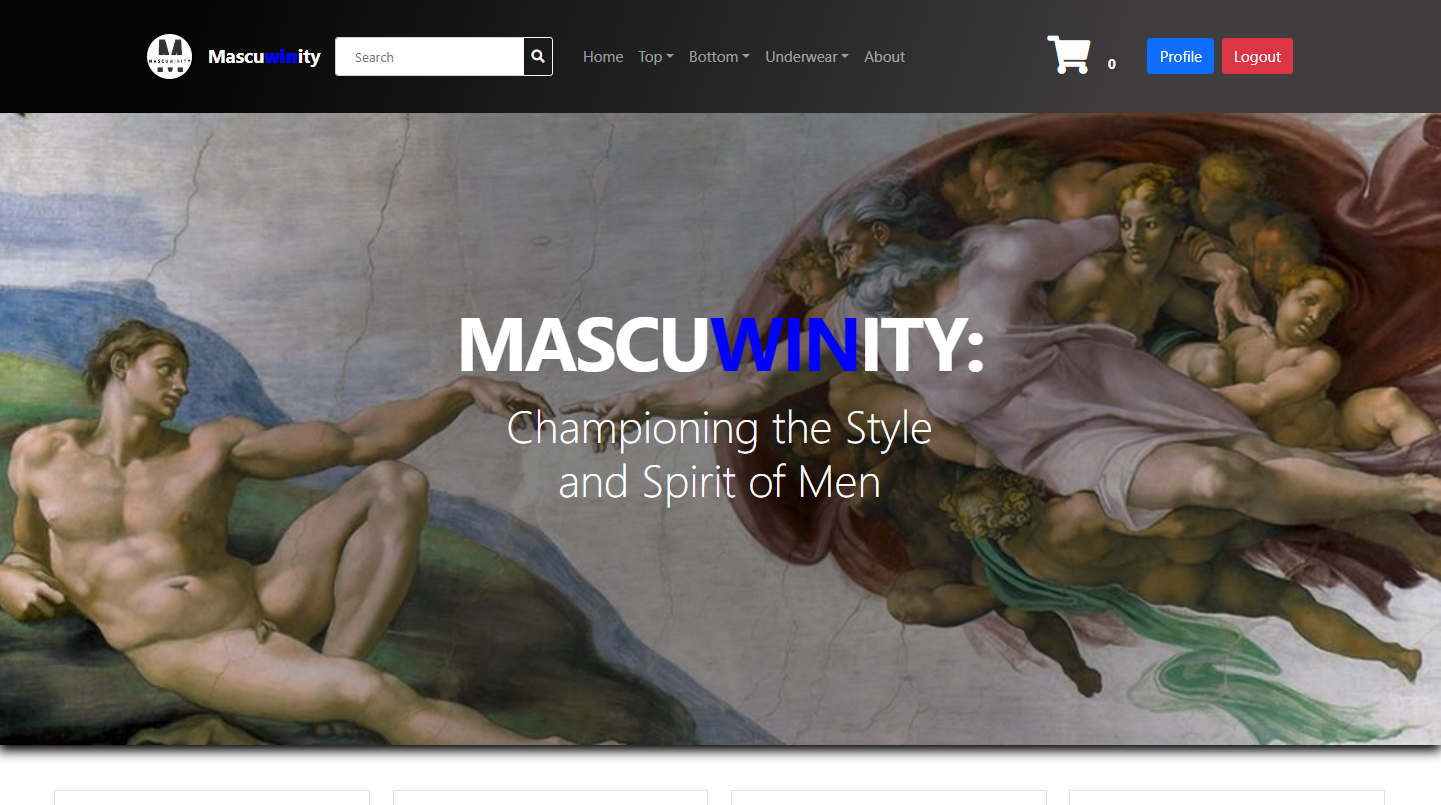 MASCUWINITY
Mascuwinity
Search
Home
Top
Bottom
Underwear
About
0
Profile
Logout
MASCUWINITY:
Championing the Style
and Spirit of Men